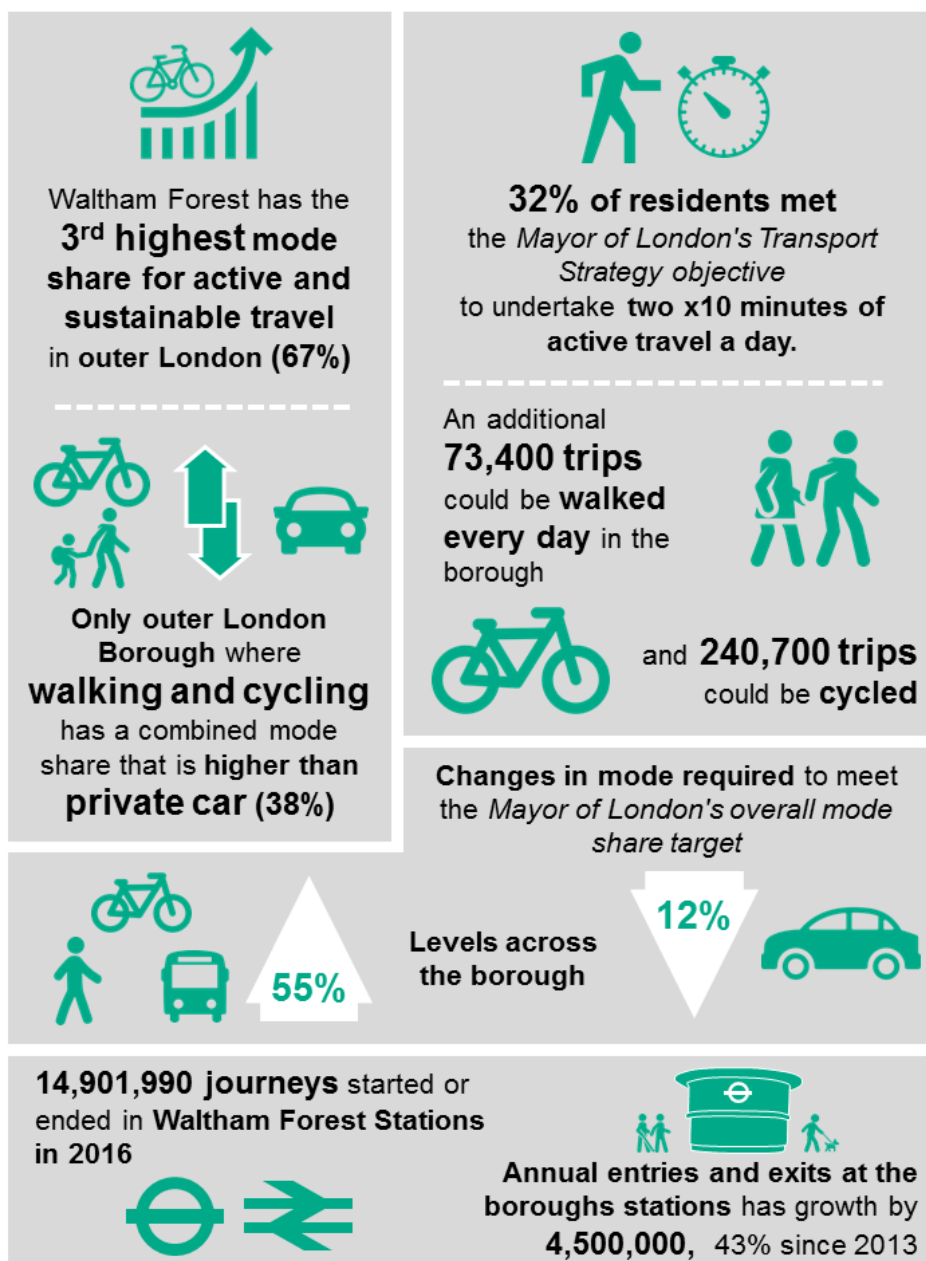 Waltham Forest has the
3rd highest mode
share for active and
sustainable travel
in outer London (67%)
Only outer London
Borough where
walking and cycling
has a combined mode
share that is higher than
private car (38%)
32% of residents met
the Mayor of London's Transport
Strategy objective
to undertake two x10 minutes of
active travel a day.
An additional
73,400 trips
could be walked
every day in the
borough
and 240,700 trips
could be cycled
Changes in mode required to meet
the Mayor of London's overall mode
share target
55%
Levels across
the borough
12%
14,901,990 journeys started or
ended in Waltham Forest Stations
in 2016
Annual entries and exits at the
boroughs stations has growth by
4,500,000, 43% since 2013